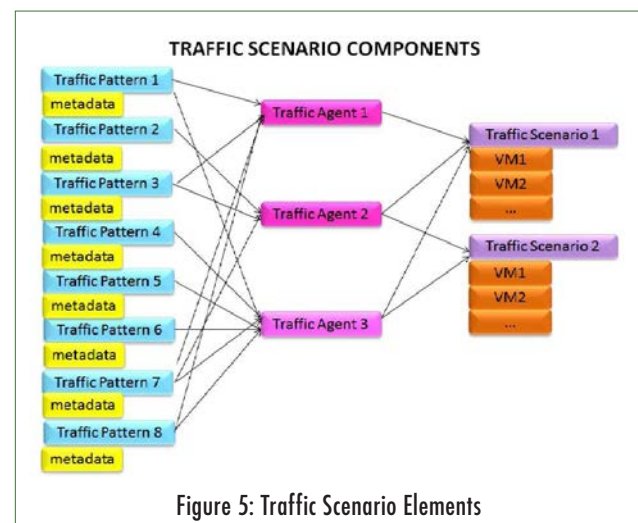 TRAFFIC SCENARIO COMPONENTS
Traffic Pattern 1
metadata
Traffic Pattern 2
metadata
Traffic Pattern 3
metadata
Traffic Pattern 4
metadata
Traffic Pattern 5
metadata
Traffic Pattern 6
metadata
Traffic Pattern 7
metadata
Traffic Pattern 8
metadata
Traffic Agent 1
Traffic Agent 2
Traffic Agent 3
Traffic Scenario 1
VM1
VM2
...
Traffic Scenario 2
VM1
VM2
...
Figure 5: Traffic Scenario Elements